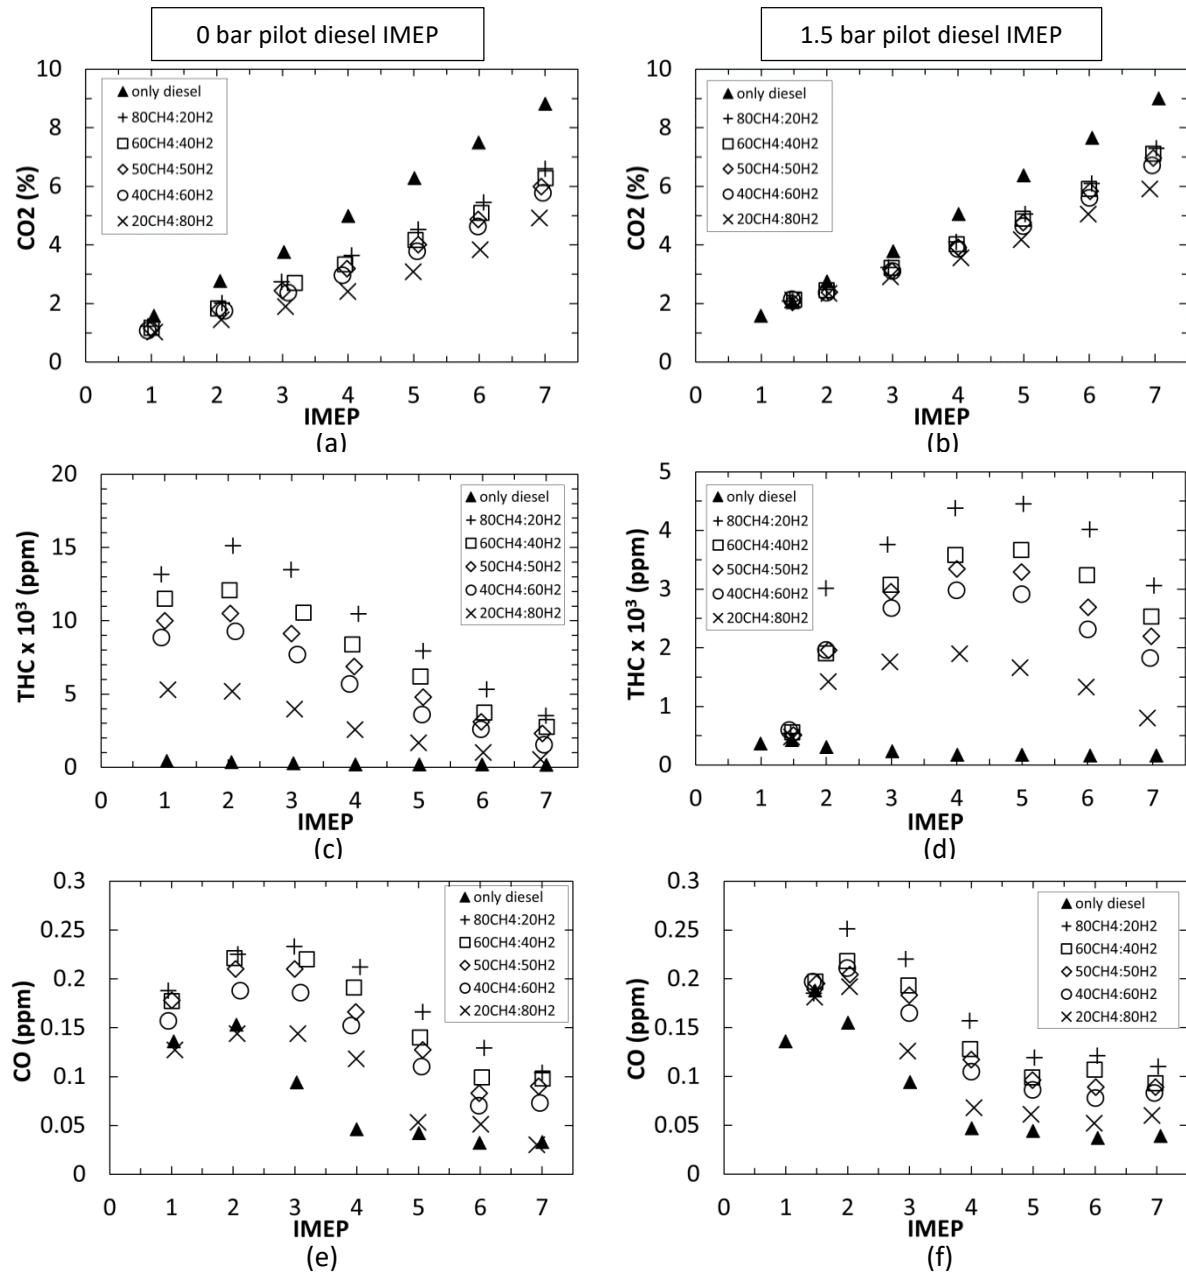 0 bar pilot diesel IMEP
1.5 bar pilot diesel IMEP
10
8
6
4
2
0
CO2 (%)
only diesel
80CH4:20H2
60CH4:40H2
50CH4:50H2
40CH4:60H2
20CH4:80H2
0 1 2 3 4 5 6 7
IMEP
(a)
10
8
6
4
2
0
CO2 (%)
only diesel
80CH4:20H2
60CH4:40H2
50CH4:50H2
40CH4:60H2
20CH4:80H2
0 1 2 3 4 5 6 7
IMEP
(b)
20
15
10
5
0
THC x 10³ (ppm)
only diesel
80CH4:20H2
60CH4:40H2
50CH4:50H2
40CH4:60H2
20CH4:80H2
0 1 2 3 4 5 6 7
IMEP
(c)
5
4
3
2
1
0
THC x 10³ (ppm)
only diesel
80CH4:20H2
60CH4:40H2
50CH4:50H2
40CH4:60H2
20CH4:80H2
0 1 2 3 4 5 6 7
IMEP
(d)
0.3
0.25
0.2
0.15
0.1
0.05
0
CO (ppm)
only diesel
80CH4:20H2
60CH4:40H2
50CH4:50H2
40CH4:60H2
20CH4:80H2
0 1 2 3 4 5 6 7
IMEP
(e)
0.3
0.25
0.2
0.15
0.1
0.05
0
CO (ppm)
only diesel
80CH4:20H2
60CH4:40H2
50CH4:50H2
40CH4:60H2
20CH4:80H2
0 1 2 3 4 5 6 7
IMEP
(f)